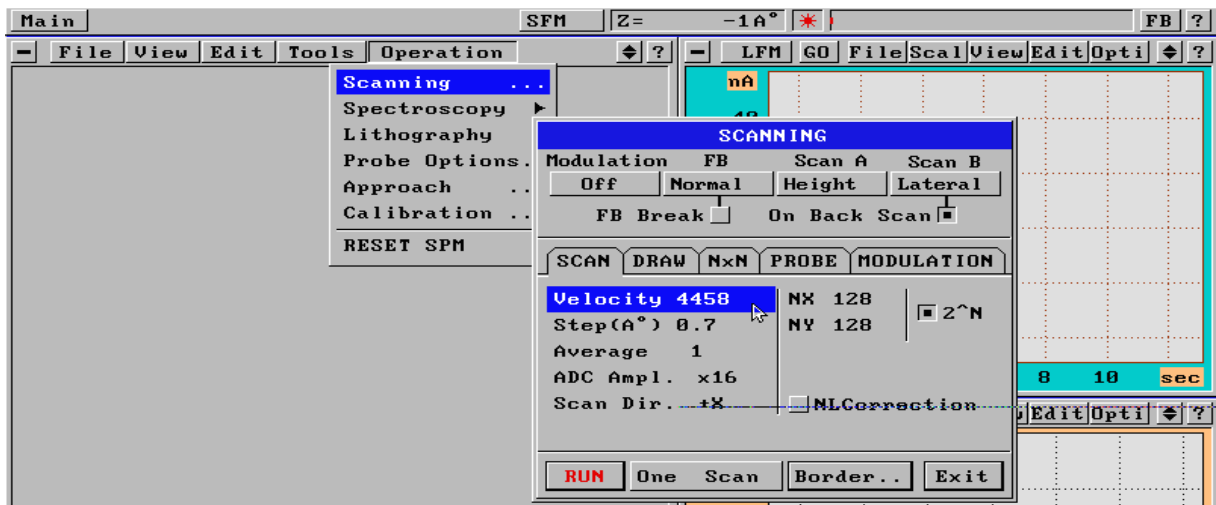 Main SFM Z= -1A° FB ?
File View Edit Tools Operation ?
LFM GO File Scal View Edit Opti ?
Scanning ...
Spectroscopy
Lithography
Probe Options.
Approach ..
Calibration ..
RESET SPM
nA
SCANNING
Modulation FB Scan A Scan B
Off Normal Height Lateral
FB Break On Back Scan
SCAN DRAW NxN PROBE MODULATION
Velocity 4458 NX 128
Step(A°) 0.7 NY 128 2^N
Average 1
ADC Ampl. x16
Scan Dir. +X NLCorrection
RUN One Scan Border.. Exit
8 10 sec
Edit Opti ?